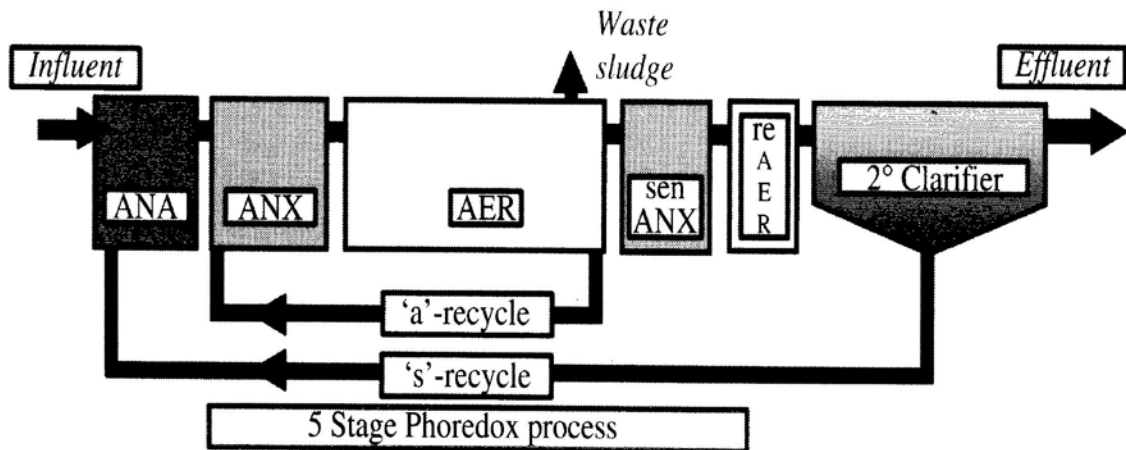 Influent
Waste
sludge
Effluent
ANA
ANX
AER
sen
ANX
re
A
E
R
2° Clarifier
‘a’-recycle
‘s’-recycle
5 Stage Phoredox process